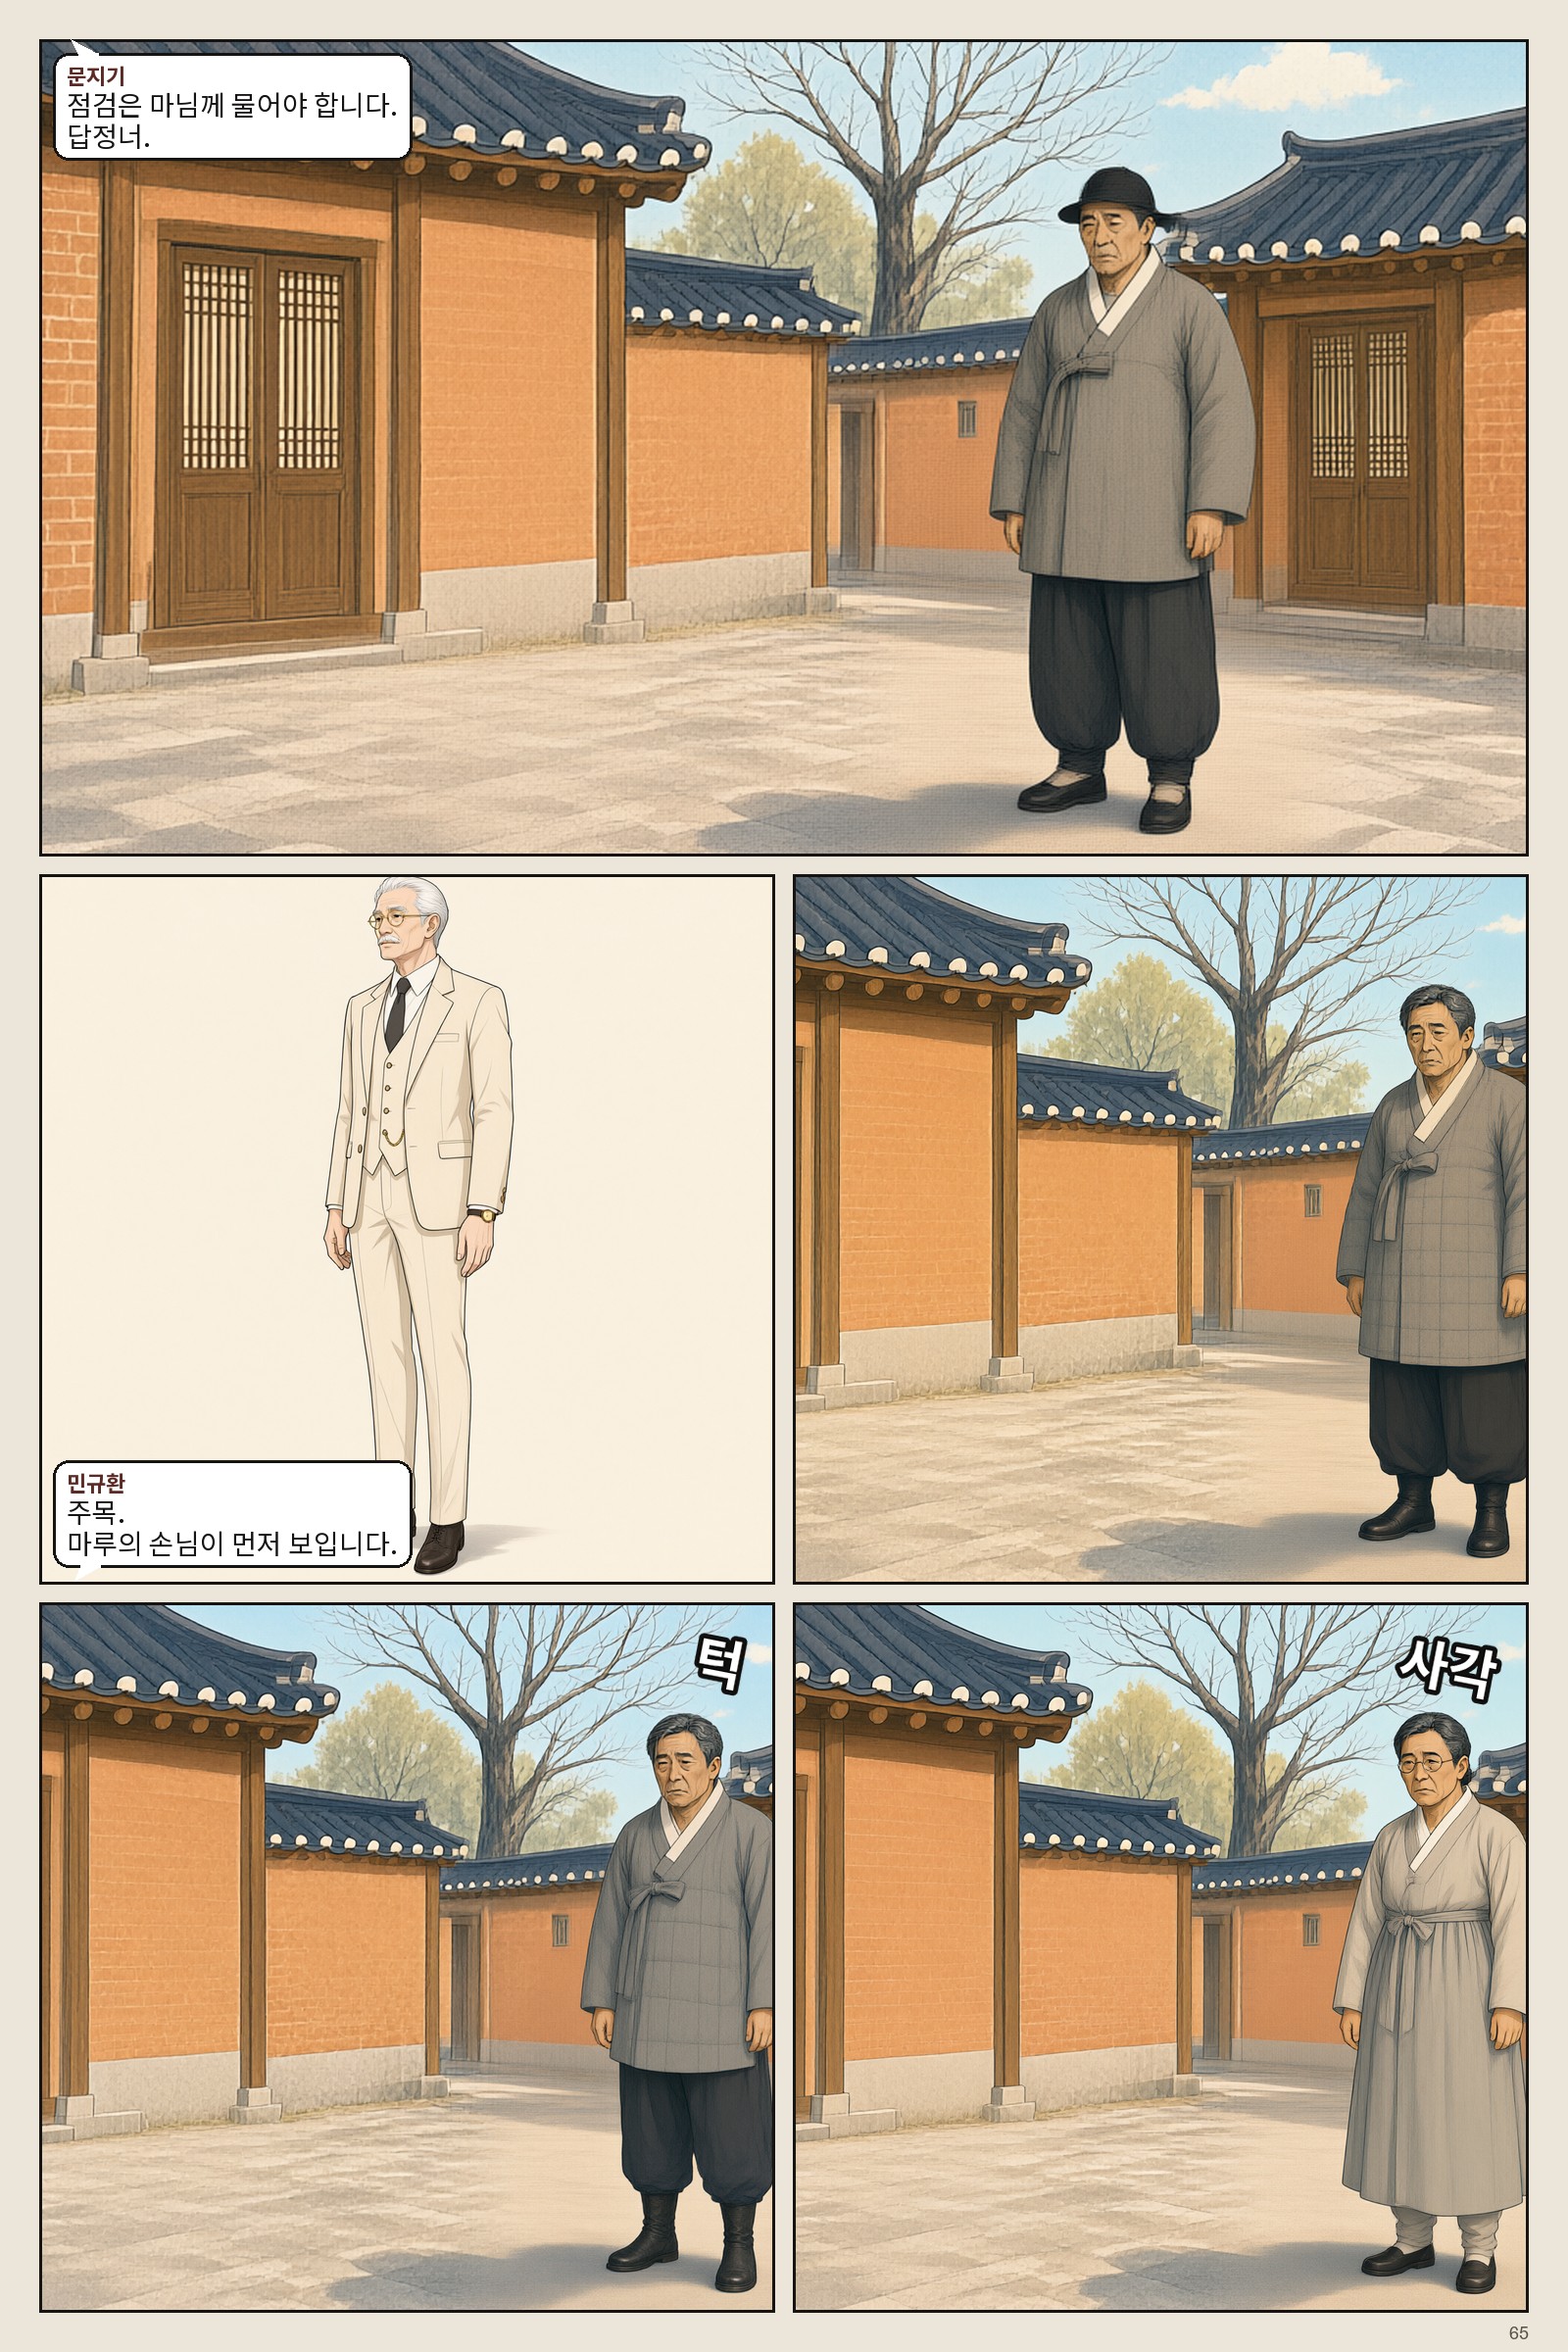 문지기
점검은 마님께 물어야 합니다.
답정너.
민규환
주목.
마루의 손님이 먼저 보입니다.
턱
사각
65